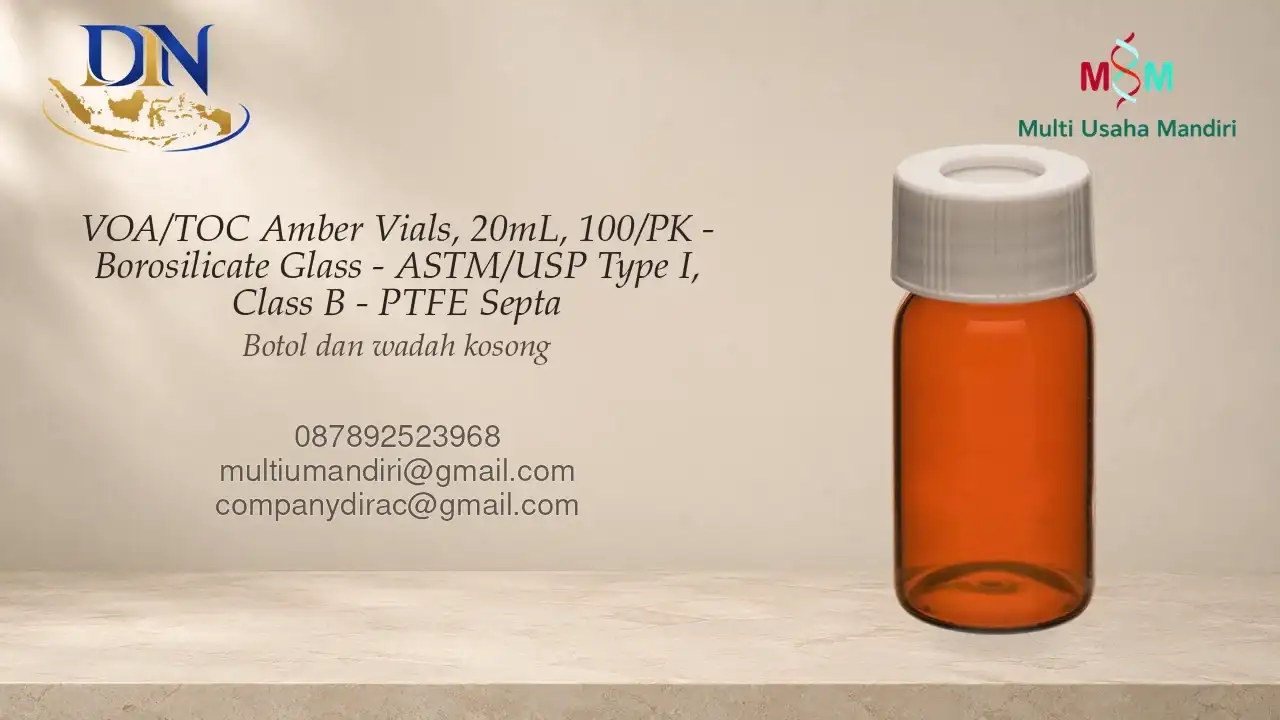 DN
M M
Multi Usaha Mandiri
VOA/TOC Amber Vials, 20mL, 100/PK -
Borosilicate Glass - ASTM/USP Type I,
Class B - PTFE Septa
Botol dan wadah kosong
087892523968
multiumandiri@gmail.com
companydirac@gmail.com